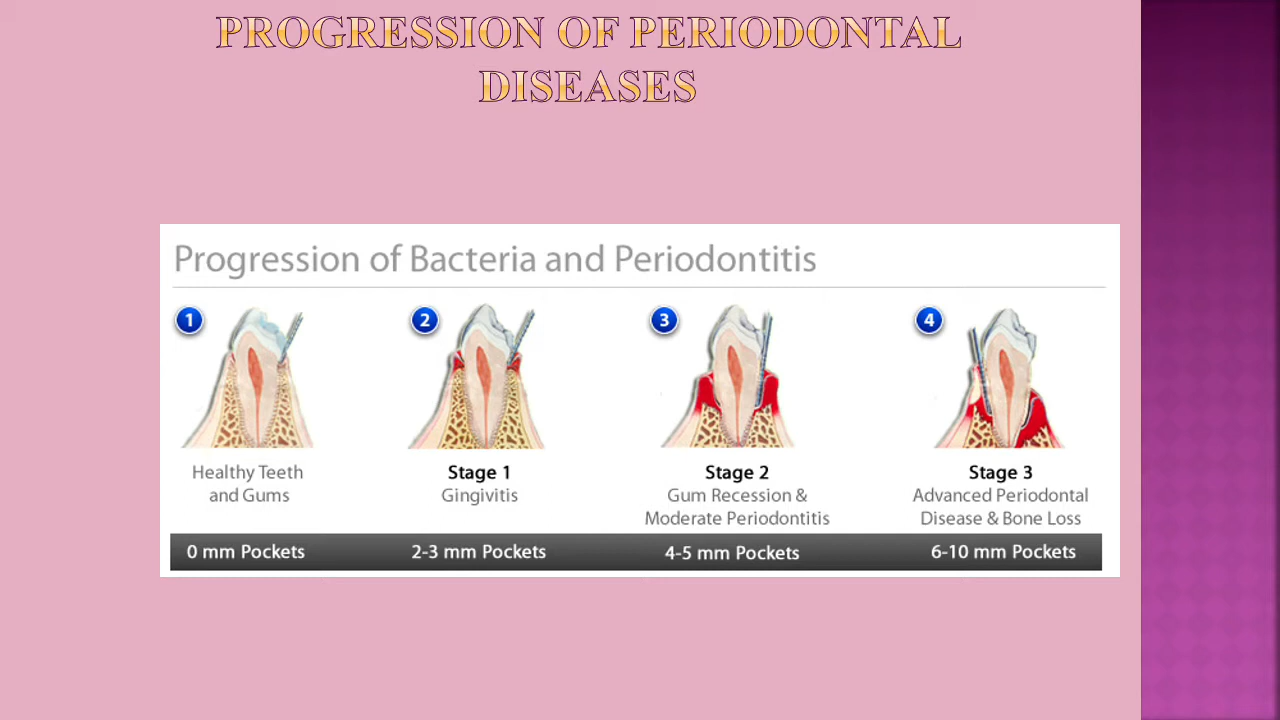 PROGRESSION OF PERIODONTAL
DISEASES
Progression of Bacteria and Periodontitis
1
2
3
4
Healthy Teeth
and Gums
Stage 1
Gingivitis
Stage 2
Gum Recession &
Moderate Periodontitis
Stage 3
Advanced Periodontal
Disease & Bone Loss
0 mm Pockets
2-3 mm Pockets
4-5 mm Pockets
6-10 mm Pockets